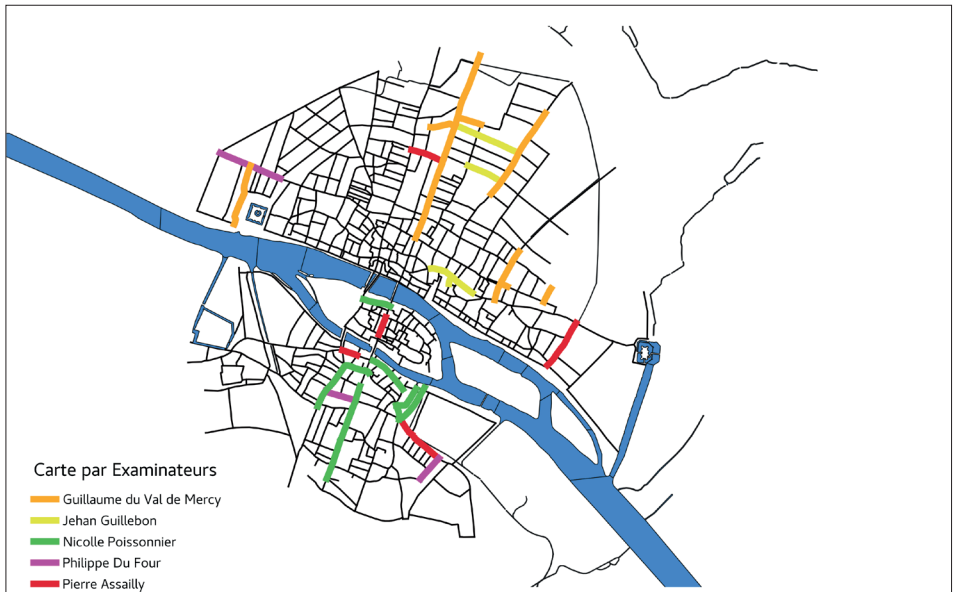 Carte par Examinateurs
Guillaume du Val de Mercy
Jehan Guillebon
Nicolle Poissonnier
Philippe Du Four
Pierre Assailly